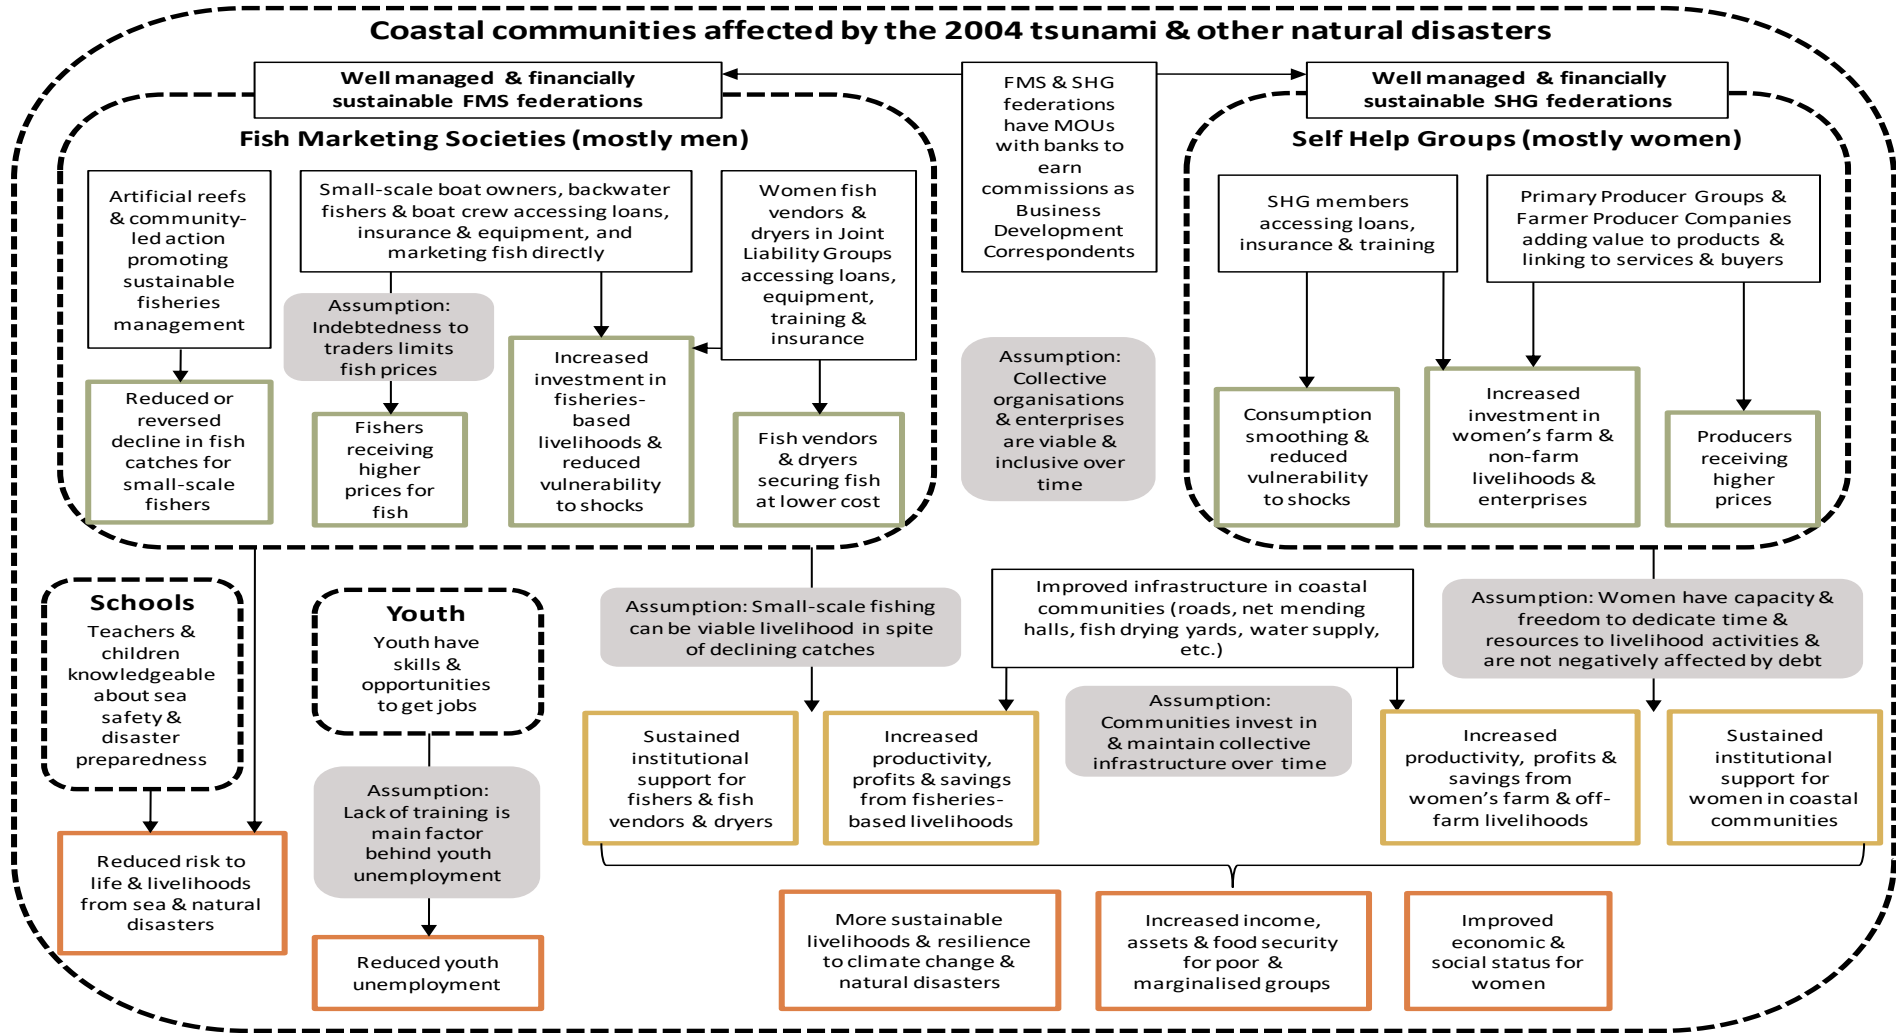 Coastal communities affected by the 2004 tsunami & other natural disasters
Well managed & financially
sustainable FMS federations
FMS & SHG
federations
have MOUs
with banks to
earn
commissions as
Business
Development
Correspondents
Well managed & financially
sustainable SHG federations
Fish Marketing Societies (mostly men)
Artificial reefs
& community-
led action
promoting
sustainable
fisheries
management
Small-scale boat owners, backwater
fishers & boat crew accessing loans,
insurance & equipment, and
marketing fish directly
Women fish
vendors &
dryers in Joint
Liability Groups
accessing loans,
equipment,
training &
insurance
Assumption:
Indebtedness to
traders limits
fish prices
Reduced or
reversed
decline in fish
catches for
small-scale
fishers
Fishers
receiving
higher
prices for
fish
Increased
investment in
fisheries-
based
livelihoods &
reduced
vulnerability
to shocks
Fish vendors
& dryers
securing fish
at lower cost
Assumption:
Collective
organisations
& enterprises
are viable &
inclusive over
time
Self Help Groups (mostly women)
SHG members
accessing loans,
insurance & training
Primary Producer Groups &
Farmer Producer Companies
adding value to products &
linking to services & buyers
Consumption
smoothing &
reduced
vulnerability
to shocks
Increased
investment in
women’s farm &
non-farm
livelihoods &
enterprises
Producers
receiving
higher
prices
Schools
Teachers &
children
knowledgeable
about sea
safety &
disaster
preparedness
Youth
Youth have
skills &
opportunities
to get jobs
Assumption: Small-scale fishing
can be viable livelihood in spite
of declining catches
Improved infrastructure in coastal
communities (roads, net mending
halls, fish drying yards, water supply,
etc.)
Assumption: Women have capacity &
freedom to dedicate time &
resources to livelihood activities &
are not negatively affected by debt
Assumption:
Communities invest in
& maintain collective
infrastructure over time
Assumption:
Lack of training is
main factor
behind youth
unemployment
Sustained
institutional
support for
fishers & fish
vendors & dryers
Increased
productivity,
profits & savings
from fisheries-
based livelihoods
Increased
productivity, profits &
savings from
women’s farm & off-
farm livelihoods
Sustained
institutional
support for
women in coastal
communities
Reduced risk to
life & livelihoods
from sea & natural
disasters
Reduced youth
unemployment
More sustainable
livelihoods & resilience
to climate change &
natural disasters
Increased income,
assets & food security
for poor &
marginalised groups
Improved
economic &
social status for
women